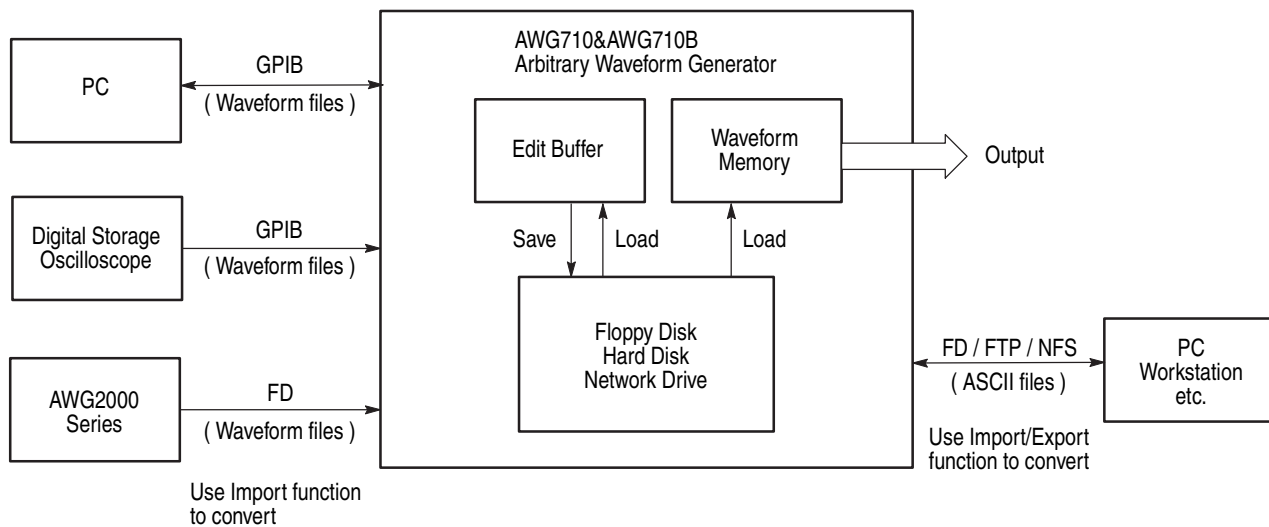 PC
GPIB
( Waveform files )
Digital Storage
Oscilloscope
GPIB
( Waveform files )
AWG2000
Series
FD
( Waveform files )
Use Import function
to convert
AWG710&AWG710B
Arbitrary Waveform Generator
Edit Buffer
Waveform
Memory
Output
Save
Load
Load
Floppy Disk
Hard Disk
Network Drive
FD / FTP / NFS
( ASCII files )
Use Import/Export
function to convert
PC
Workstation
etc.